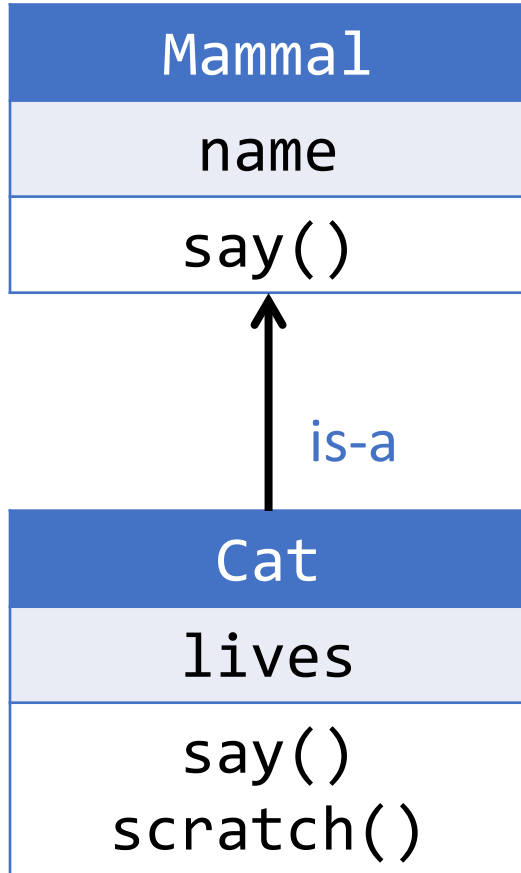 Mammal
name
say()
is-a
Cat
lives
say()
scratch()